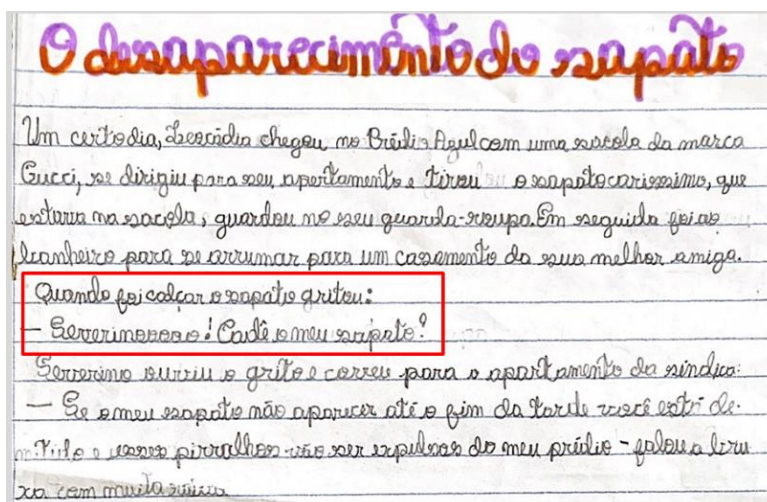 O desaparecimento do sapato
Um certo dia, Leocádia chegou no Prédio Azul com uma sacola da marca
Gucci, se dirigiu para seu apartamento e tirou o sapato caríssimo, que
estava na sacola, guardou no seu guarda-roupa. Em seguida foi ao
banheiro para se arrumar para um casamento da sua melhor amiga.
Quando foi calçar o sapato gritou:
— Severinooooo! Cadê o meu sapato?
Severino ouviu o grito e correu para o apartamento da síndica:
— Se o meu sapato não aparecer até o fim da tarde você está de-
mitido e esses pirralhos vão ser expulsos do meu prédio - falou a bru
xa com muita raiva.